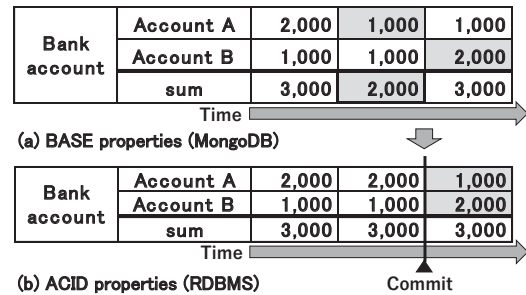 Bank account
Account A 2,000 1,000 1,000
Account B 1,000 1,000 2,000
sum 3,000 2,000 3,000
Time
(a) BASE properties (MongoDB)
Bank account
Account A 2,000 2,000 1,000
Account B 1,000 1,000 2,000
sum 3,000 3,000 3,000
Time
(b) ACID properties (RDBMS)
Commit